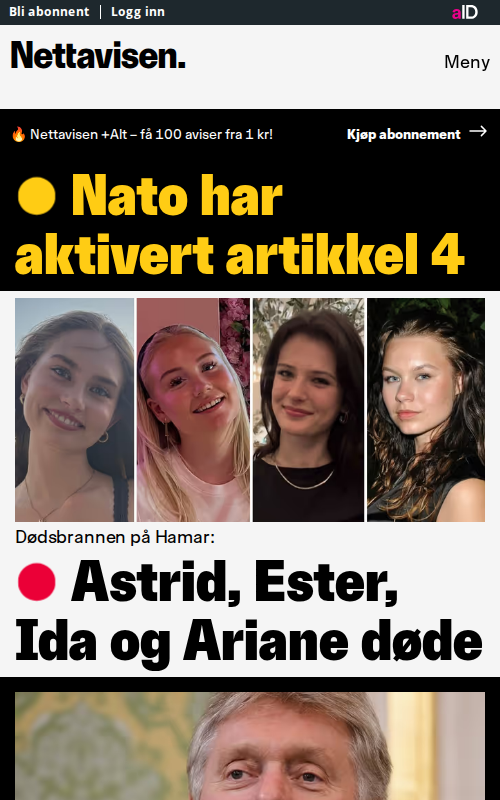 Bli abonnent | Logg inn
aID
Nettavisen.
Meny
🔥 Nettavisen +Alt – få 100 aviser fra 1 kr!
Kjøp abonnement →
Nato har
aktivert artikkel 4
Dødsbrannen på Hamar:
Astrid, Ester,
Ida og Ariane døde